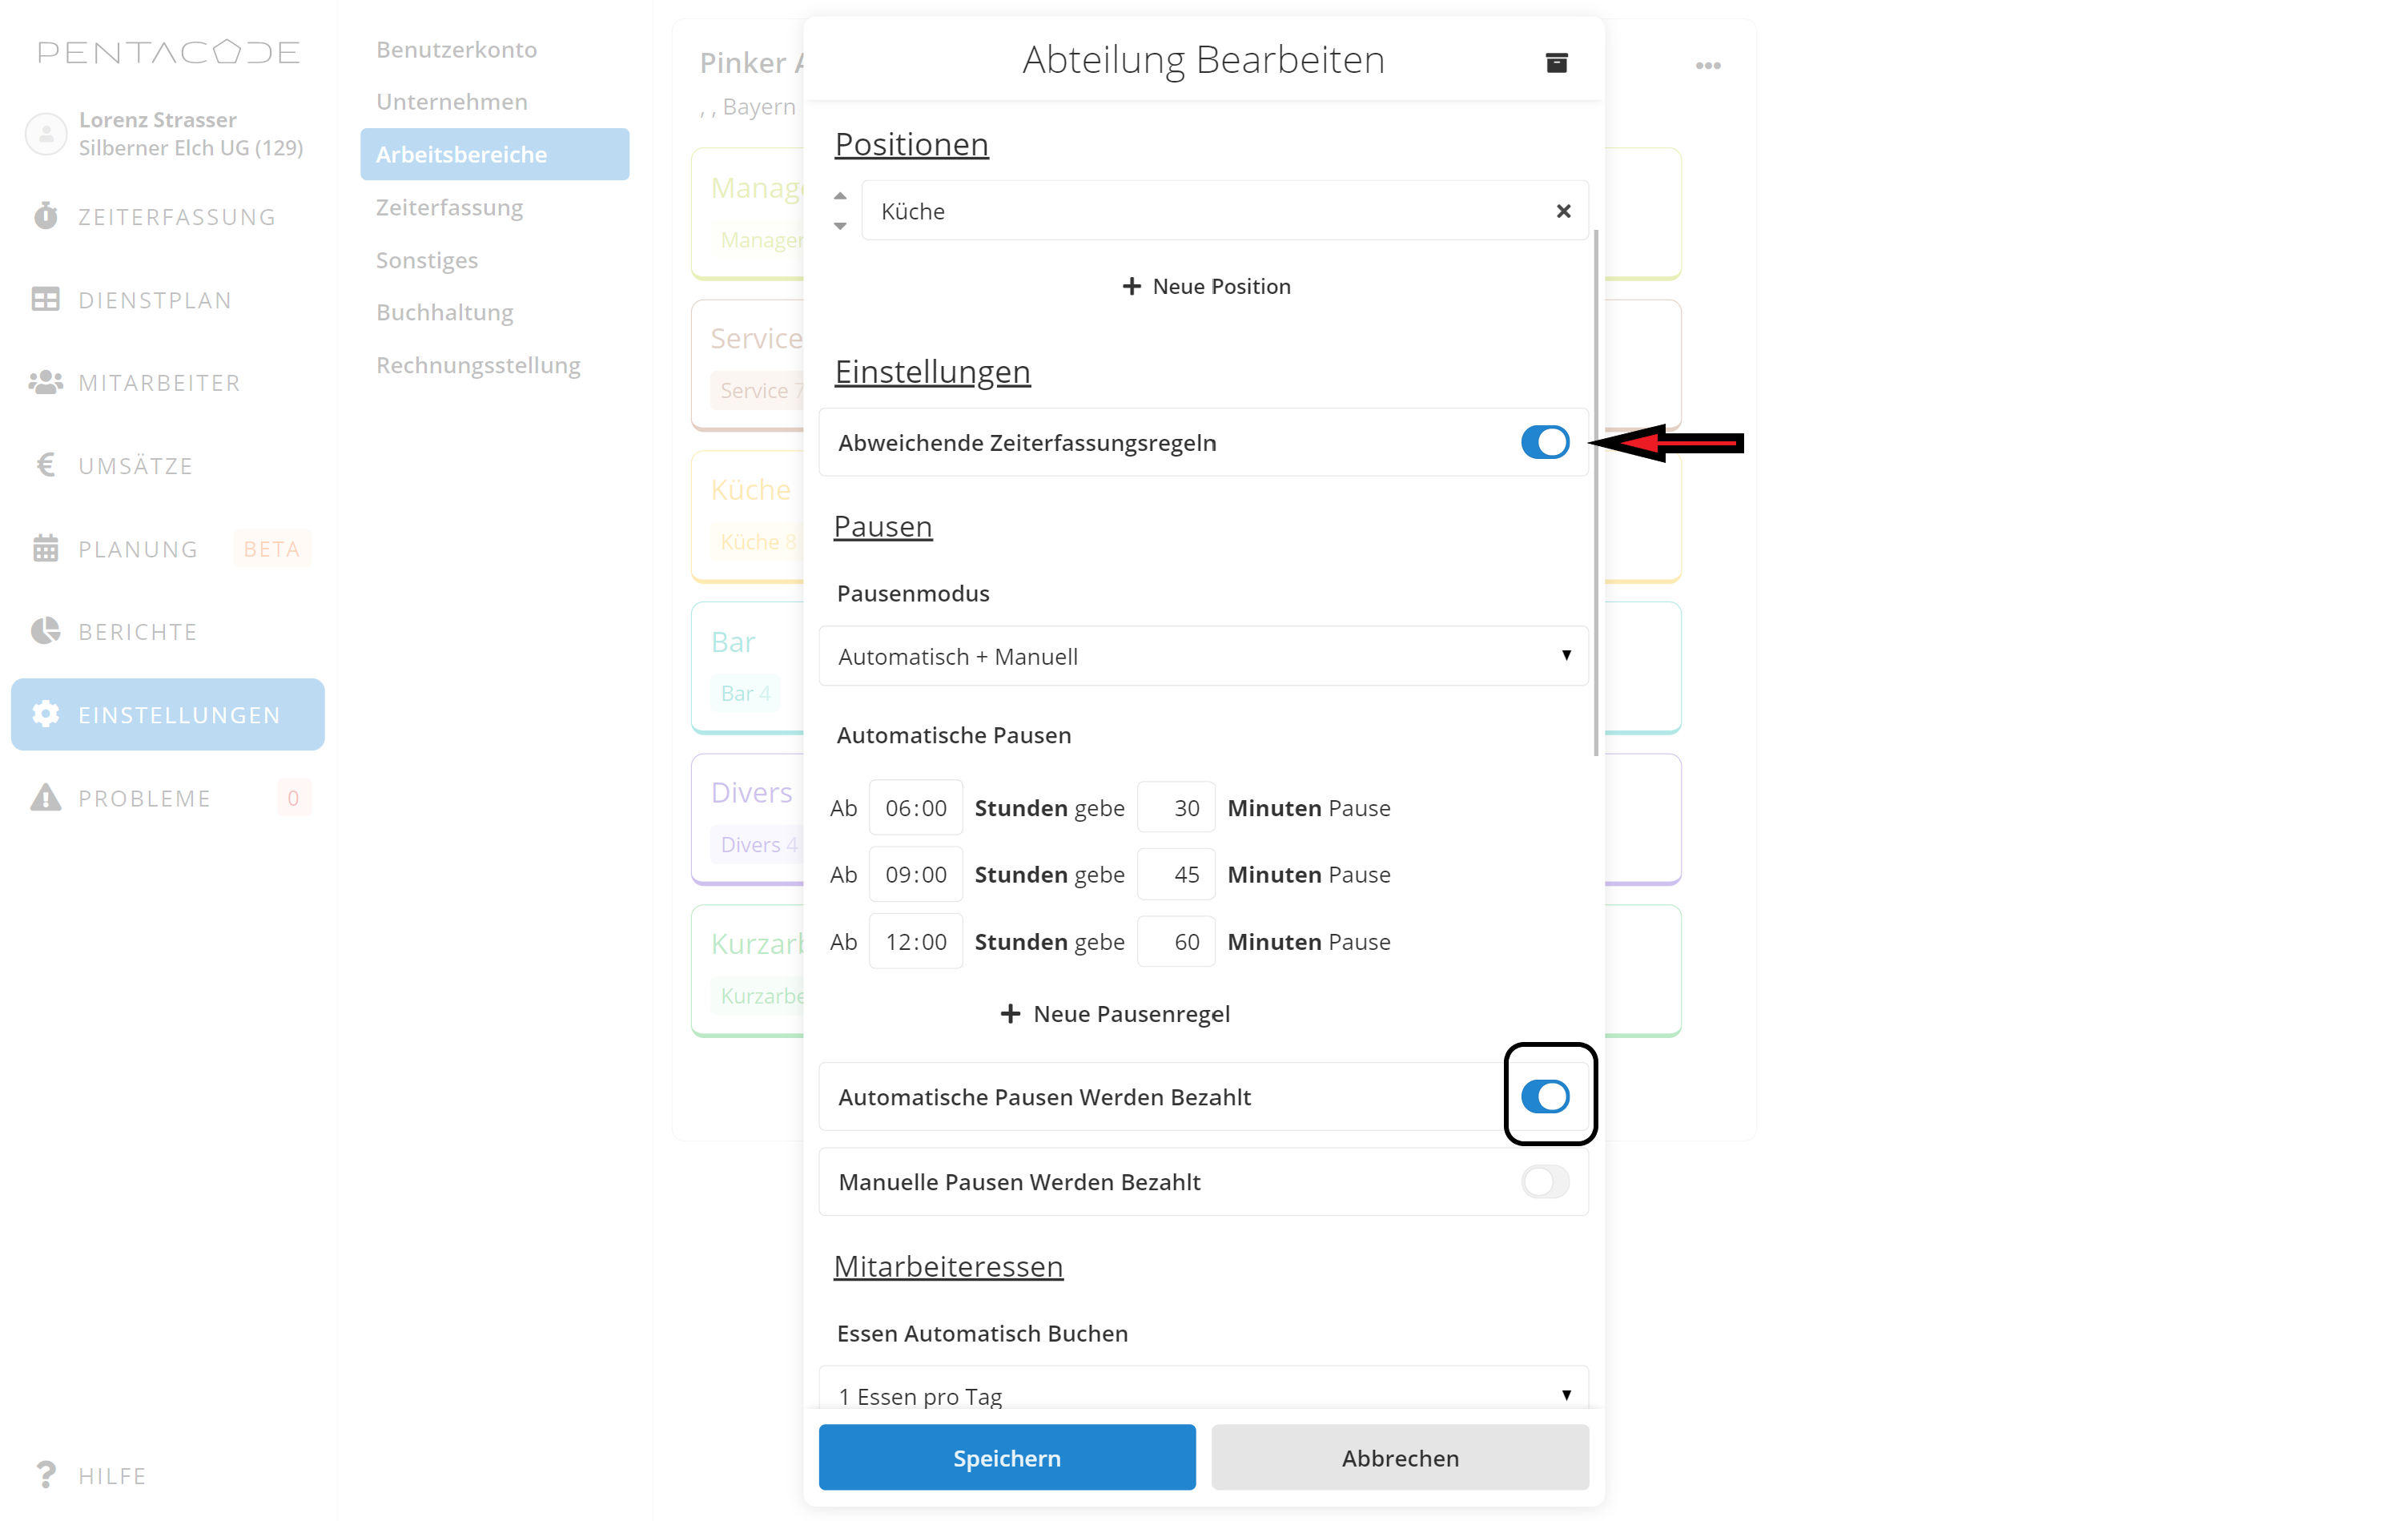 PENTACODE
Lorenz Strasser
Silberner Elch UG (129)
ZEITERFASSUNG
DIENSTPLAN
MITARBEITER
UMSÄTZE
PLANUNG BETA
BERICHTE
EINSTELLUNGEN
PROBLEME 0
HILFE
Benutzerkonto
Unternehmen
Arbeitsbereiche
Zeiterfassung
Sonstiges
Buchhaltung
Rechnungsstellung
Pinker
, , Bayern
Service
Service 7
Küche
Küche 8
Bar
Bar 4
Divers
Divers 4
Abteilung Bearbeiten
Positionen
Küche
Neue Position
Einstellungen
Abweichende Zeiterfassungsregeln
Pausen
Pausenmodus
Automatisch + Manuell
Automatische Pausen
Ab 06:00 Stunden gebe 30 Minuten Pause
Ab 09:00 Stunden gebe 45 Minuten Pause
Ab 12:00 Stunden gebe 60 Minuten Pause
Neue Pausenregel
Automatische Pausen Werden Bezahlt
Manuelle Pausen Werden Bezahlt
Mitarbeiteressen
Essen Automatisch Buchen
1 Essen pro Tag
Speichern
Abbrechen